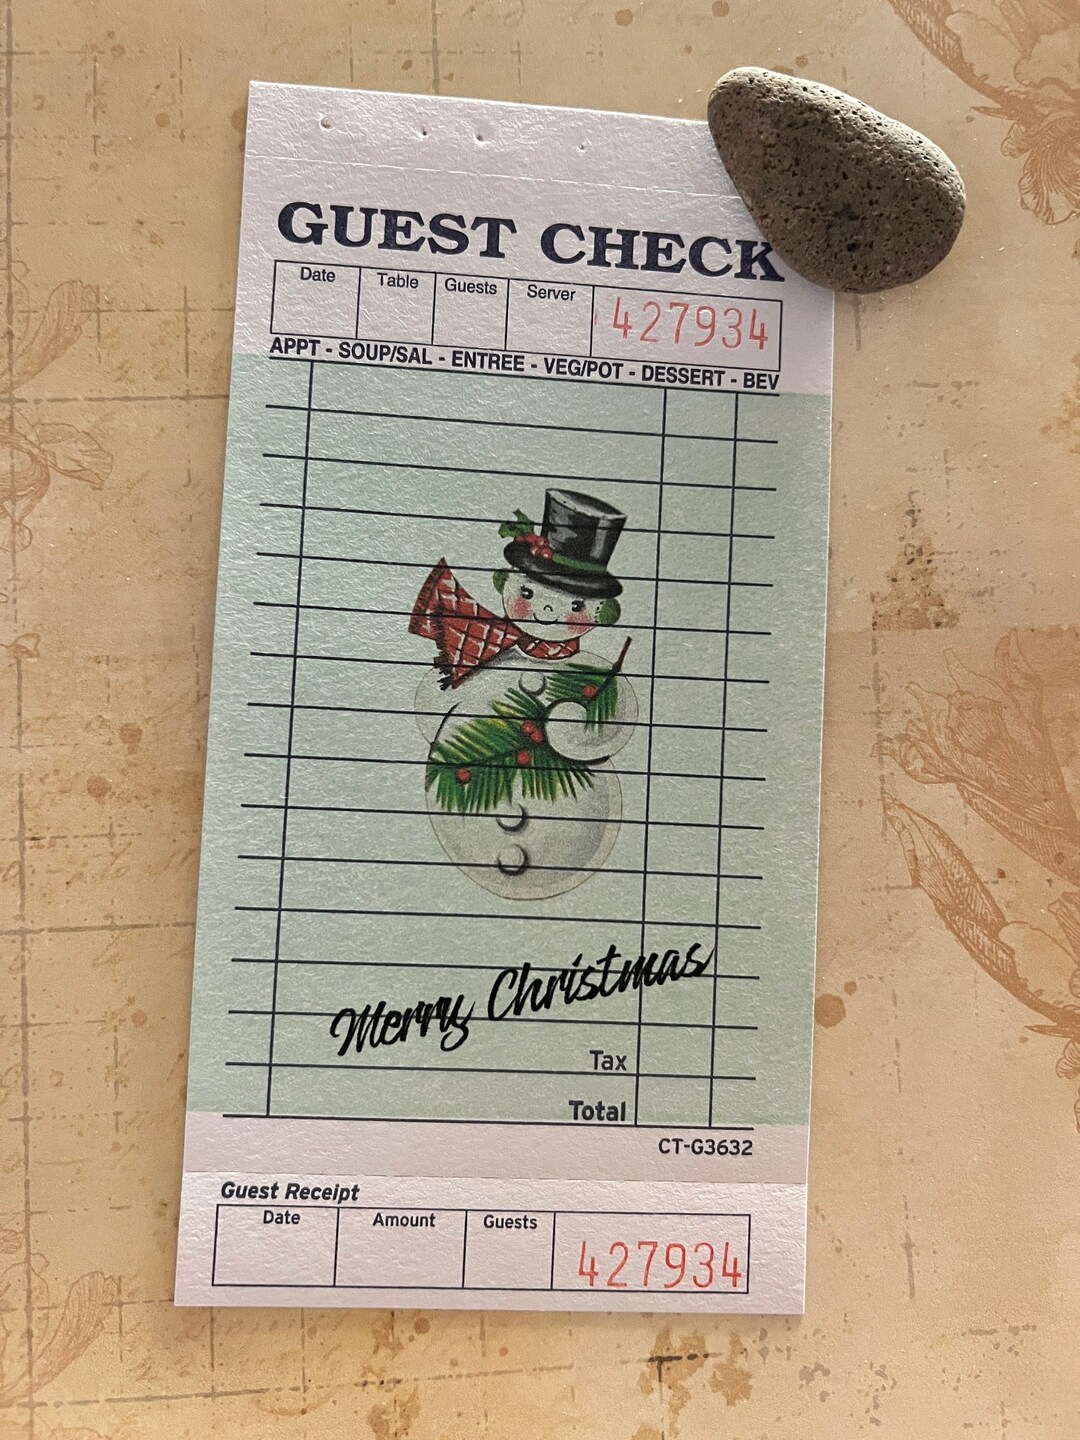 GUEST CHECK
Date Table Guests Server 427934
APPT - SOUP/SAL - ENTREE - VEG/POT - DESSERT - BEV
Merry Christmas
Tax
Total
CT-G3632
Guest Receipt
Date Amount Guests 427934